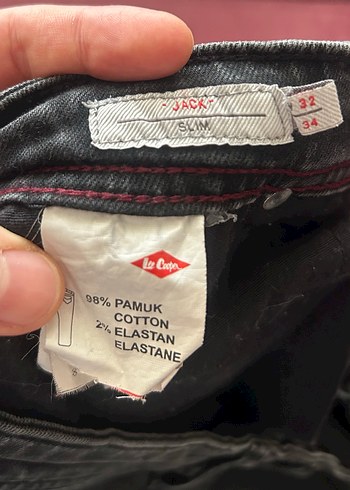 - JACK -
SLIM
32
34
Lee Cooper
98% PAMUK
COTTON
2% ELASTAN
ELASTANE